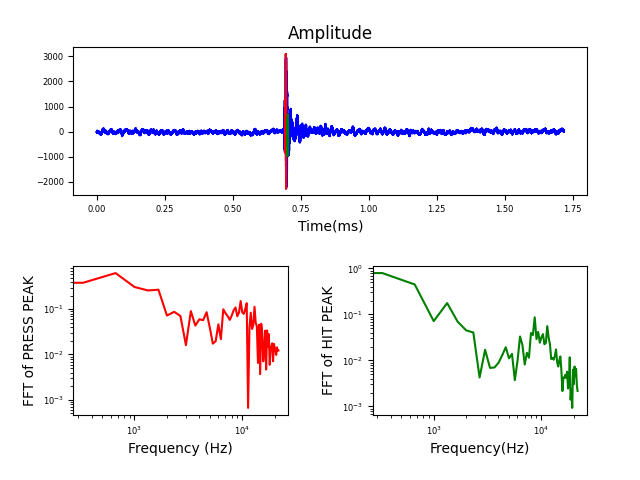 Amplitude
3000
2000
1000
0
−1000
−2000
0.00 0.25 0.50 0.75 1.00 1.25 1.50 1.75
Time(ms)
FFT of PRESS PEAK
10⁻¹
10⁻²
10⁻³
10³ 10⁴
Frequency (Hz)
FFT of HIT PEAK
10⁰
10⁻¹
10⁻²
10⁻³
10³ 10⁴
Frequency(Hz)